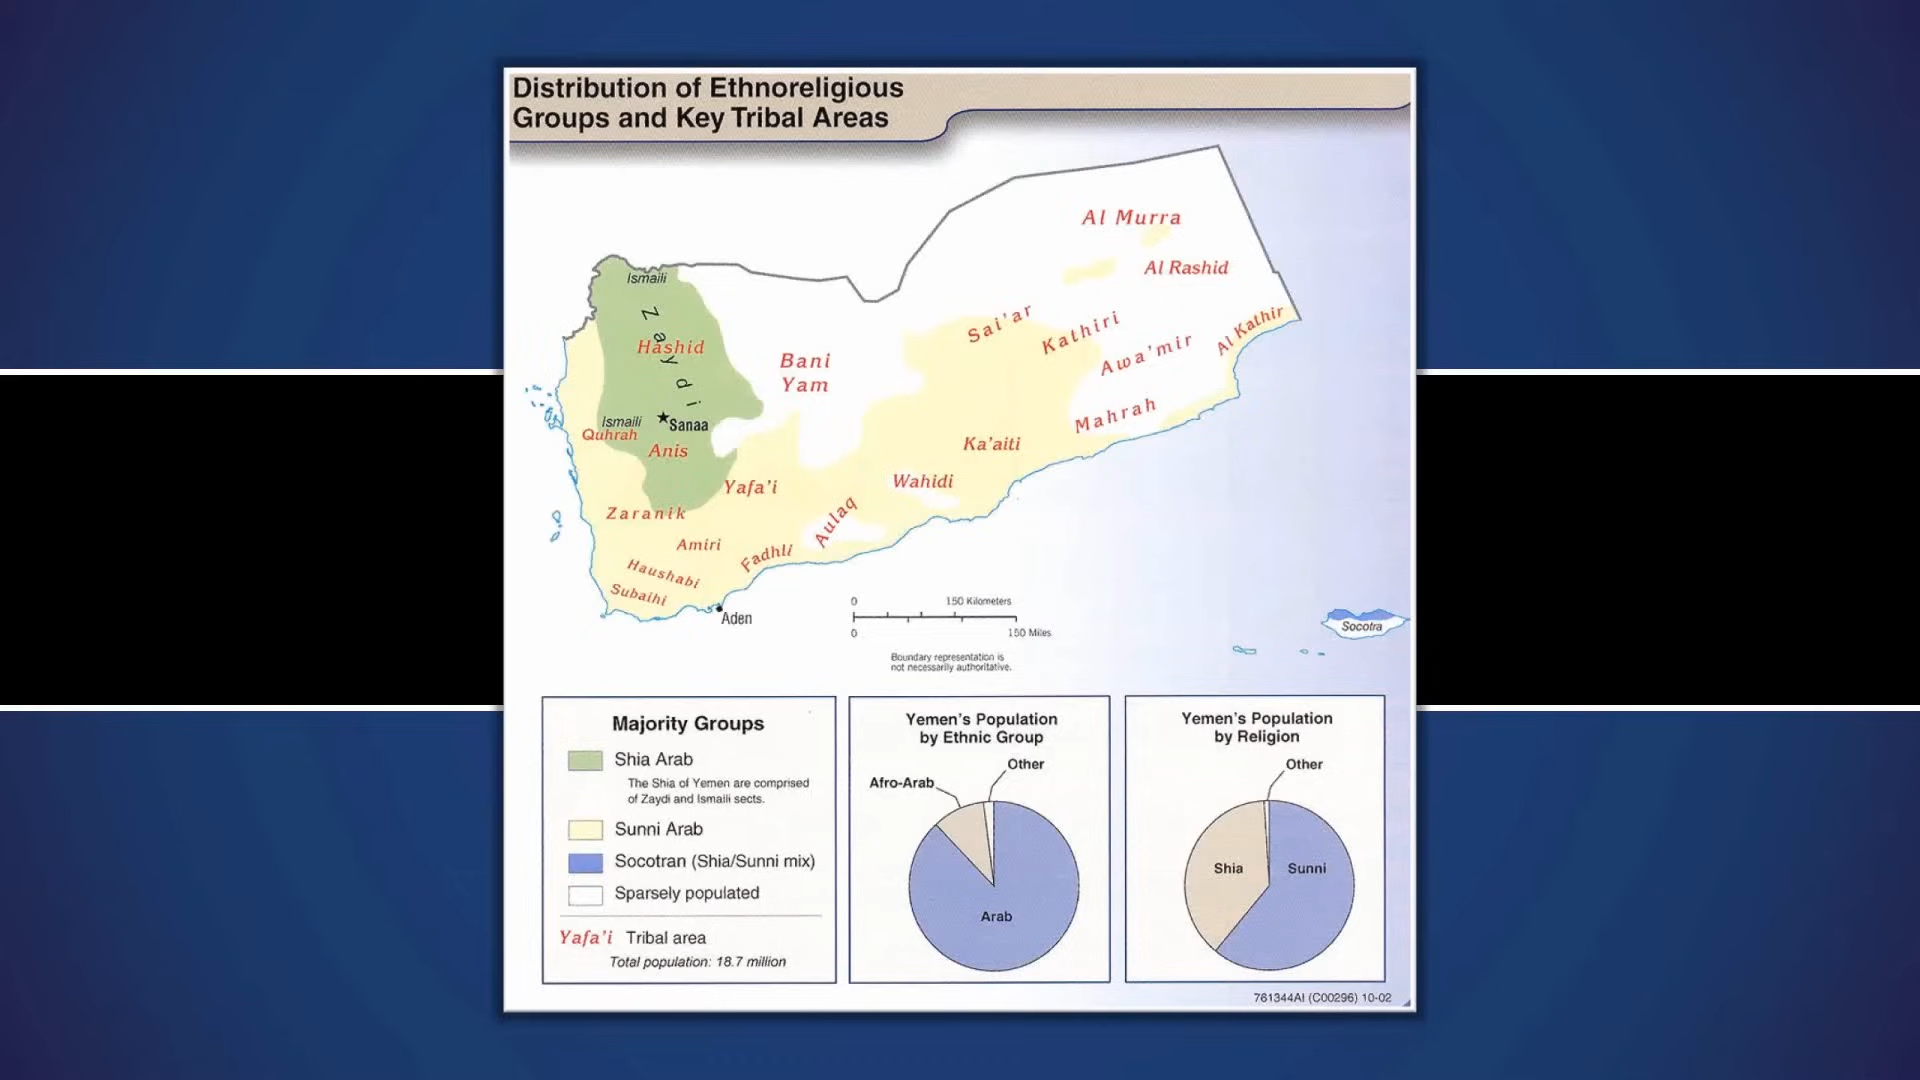 Distribution of Ethnoreligious
Groups and Key Tribal Areas
Al Murra
Al Rashid
Ismaili
Zaydi
Hashid
Sai'ar
Kathiri
Al Kathir
Awa'mir
Bani
Yam
Mahrah
Ismaili
Sanaa
Quhrah
Anis
Ka'aiti
Yafa'i
Wahidi
Zaranik
Aulaq
Amiri
Fadhli
Haushabi
Subaihi
Aden
0 150 Kilometers
0 150 Miles
Boundary representation is
not necessarily authoritative.
Socotra
Majority Groups
Shia Arab
The Shia of Yemen are comprised
of Zaydi and Ismaili sects.
Sunni Arab
Socotran (Shia/Sunni mix)
Sparsely populated
Yafa'i Tribal area
Total population: 18.7 million
Yemen's Population
by Ethnic Group
Other
Afro-Arab
Arab
Yemen's Population
by Religion
Other
Shia
Sunni
761344AI (C00296) 10-02